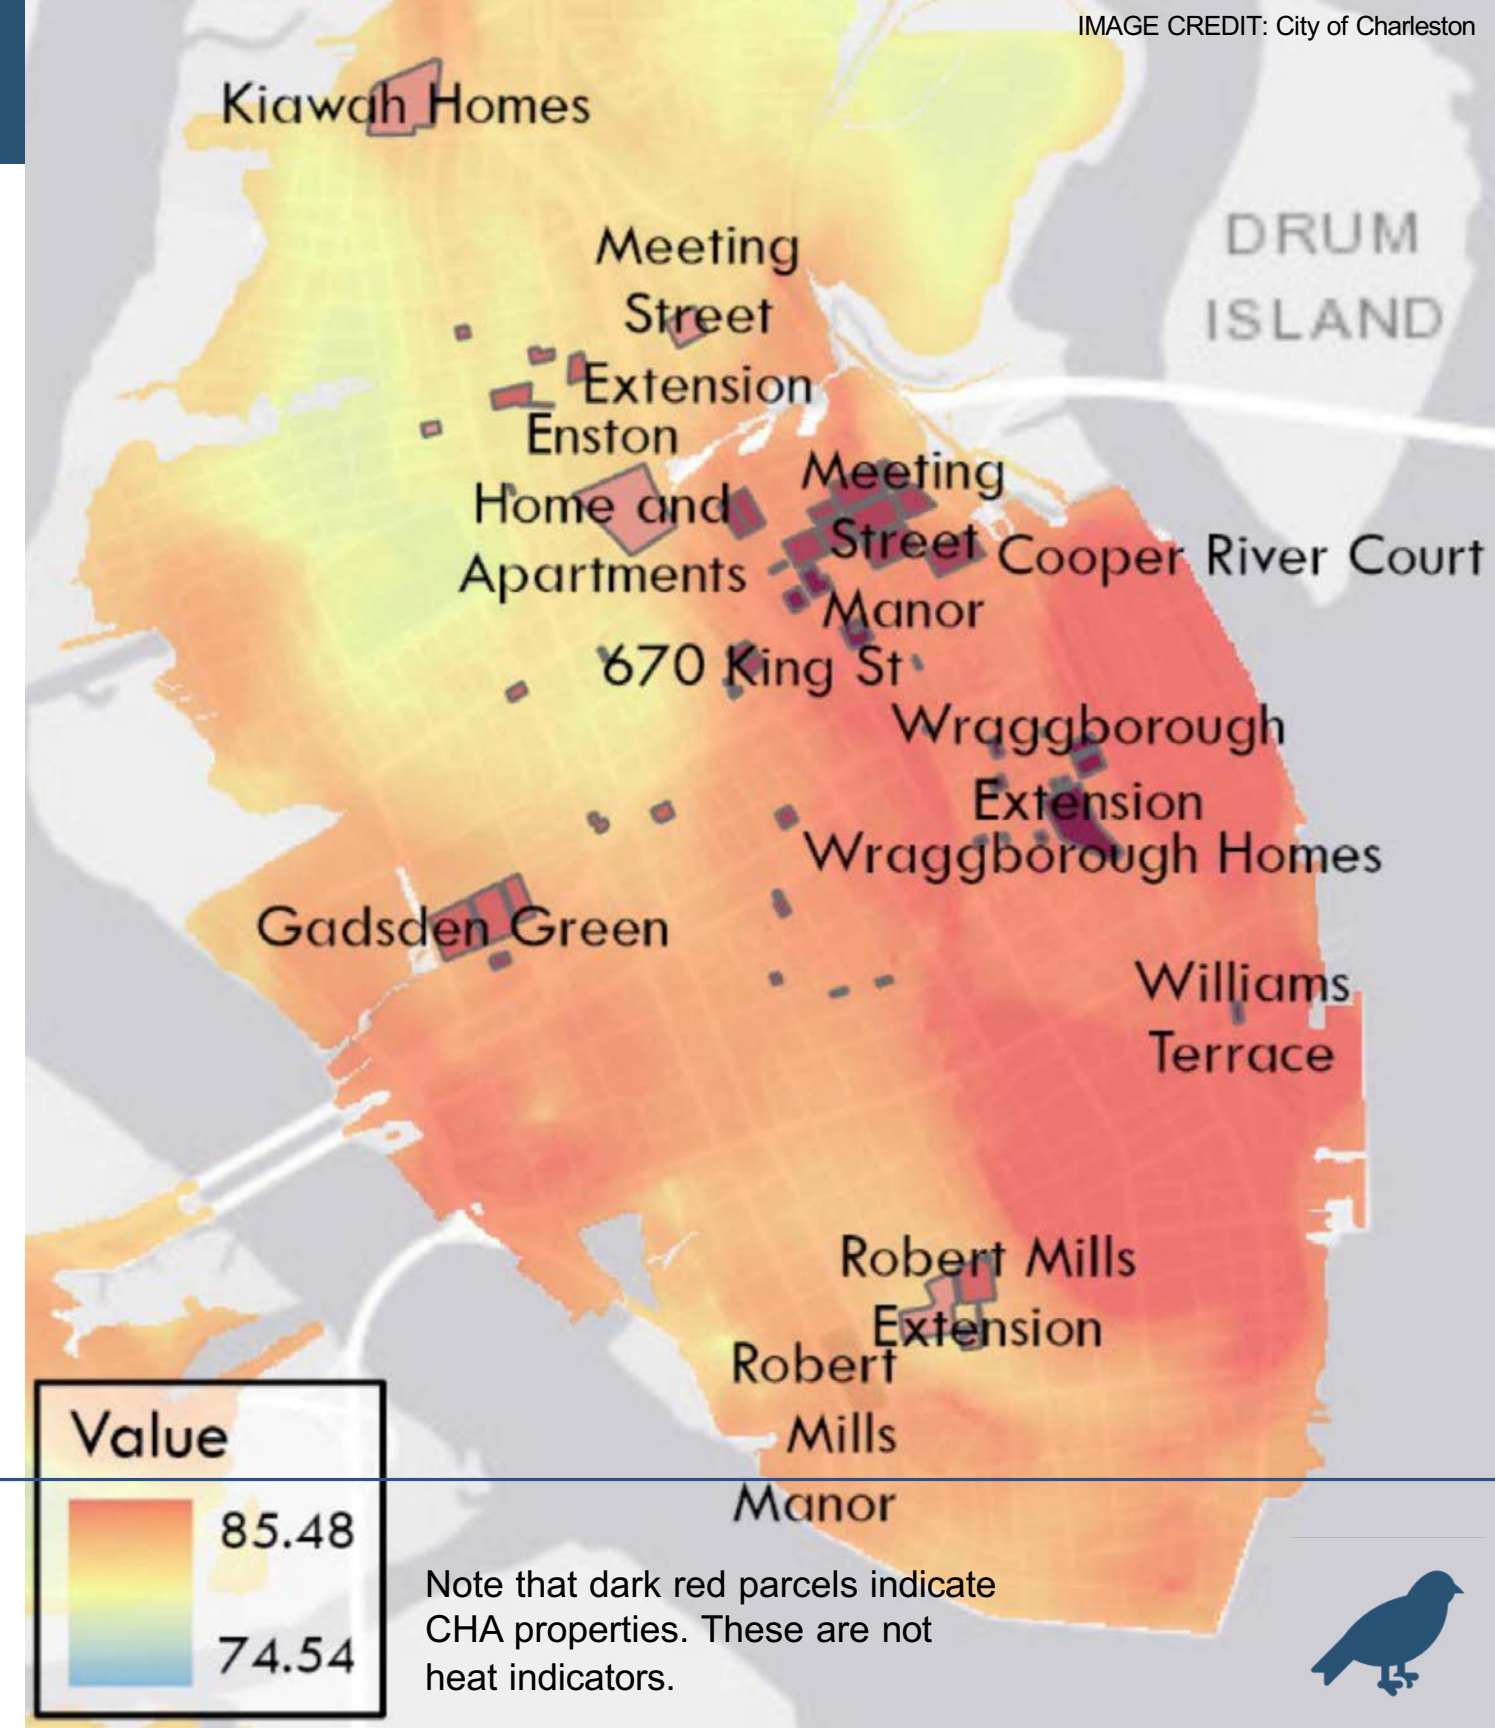 IMAGE CREDIT: City of Charleston
Kiawah Homes
DRUM
ISLAND
Meeting
Street
Extension
Enston
Home and
Apartments
Meeting
Street
Manor
Cooper River Court
670 King St
Wraggborough
Extension
Wraggborough Homes
Gadsden Green
Williams
Terrace
Robert Mills
Extension
Robert
Mills
Manor
Value
85.48
74.54
Note that dark red parcels indicate
CHA properties. These are not
heat indicators.